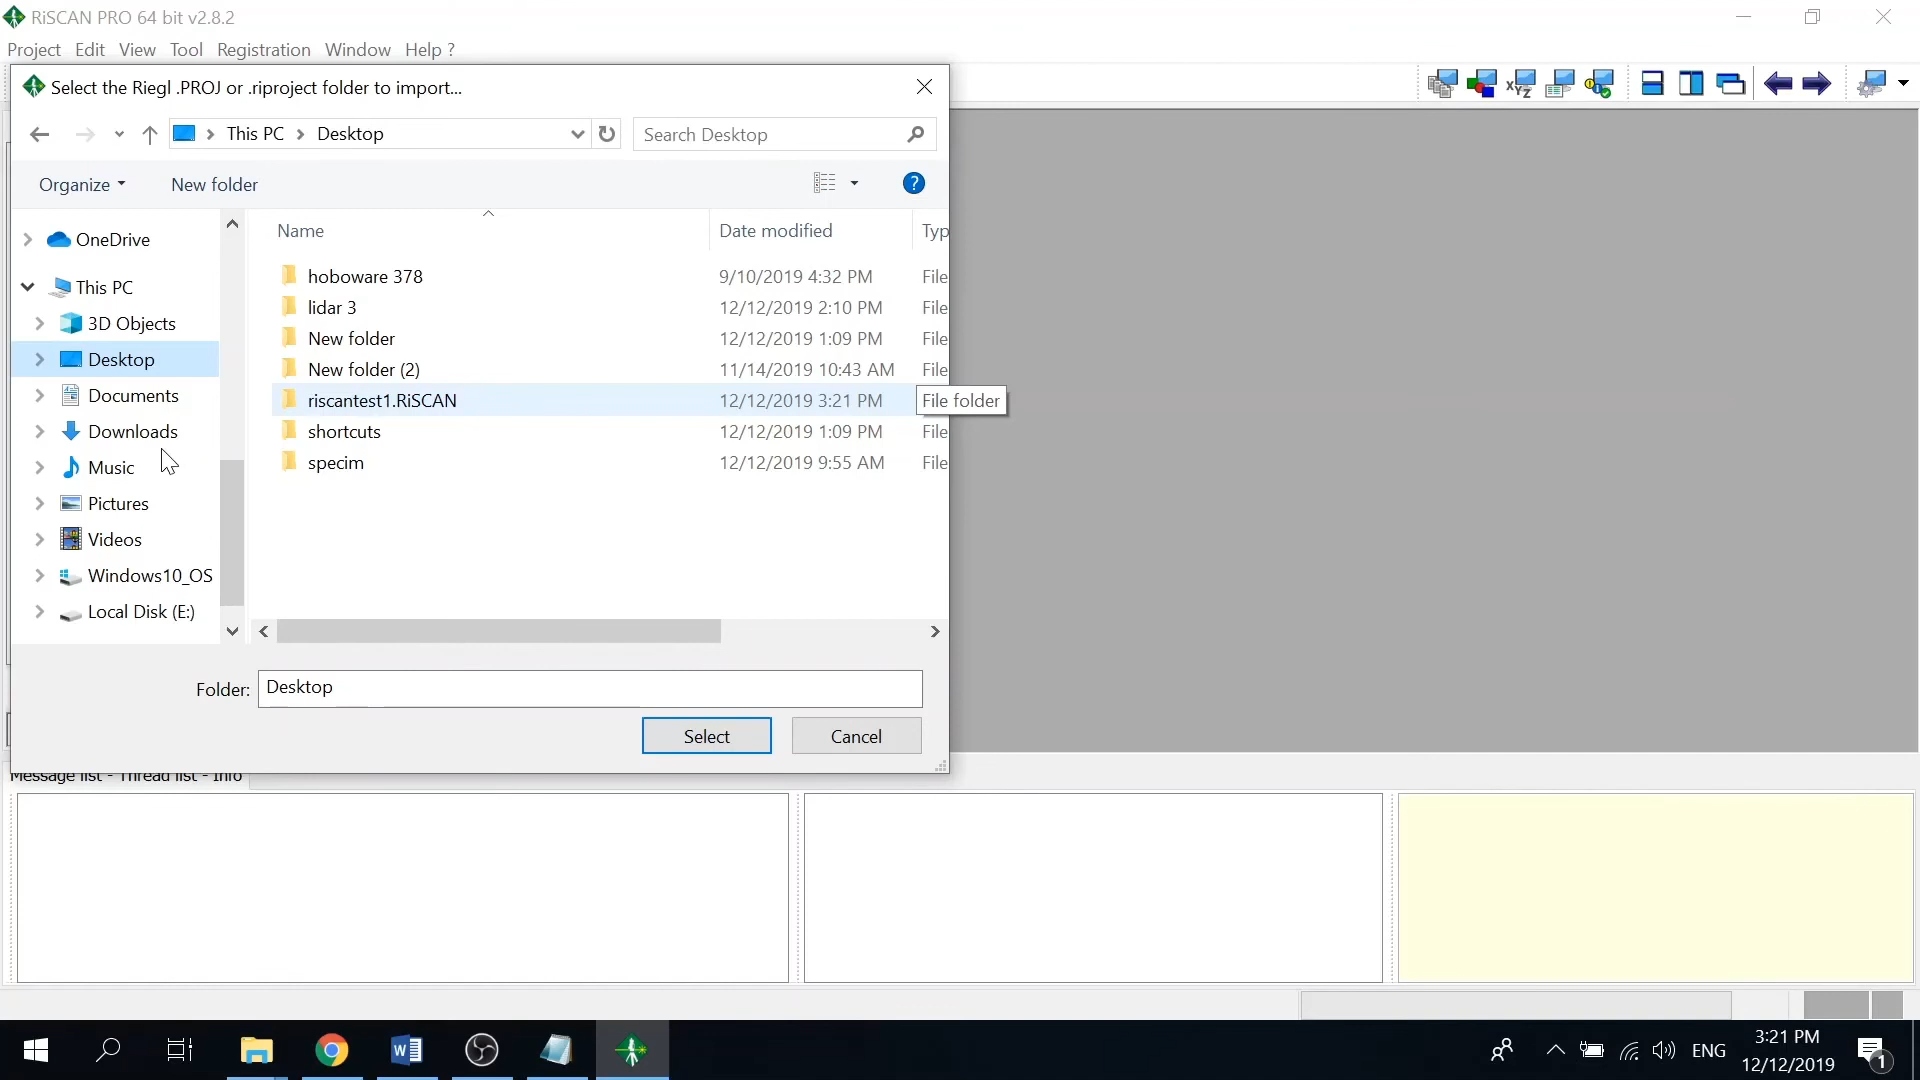 RiSCAN PRO 64 bit v2.8.2
Project Edit View Tool Registration Window Help ?
Select the Riegl .PROJ or .riproject folder to import...
This PC > Desktop
Search Desktop
Organize
New folder
Name
Date modified
Typ
OneDrive
This PC
3D Objects
Desktop
Documents
Downloads
Music
Pictures
Videos
Windows10_OS
Local Disk (E:)
hoboware 378 9/10/2019 4:32 PM File
lidar 3 12/12/2019 2:10 PM File
New folder 12/12/2019 1:09 PM File
New folder (2) 11/14/2019 10:43 AM File
riscantest1.RiSCAN 12/12/2019 3:21 PM File folder
shortcuts 12/12/2019 1:09 PM File
specim 12/12/2019 9:55 AM File
Folder: Desktop
Select
Cancel
Message list - Thread list - Info
ENG
3:21 PM
12/12/2019
1